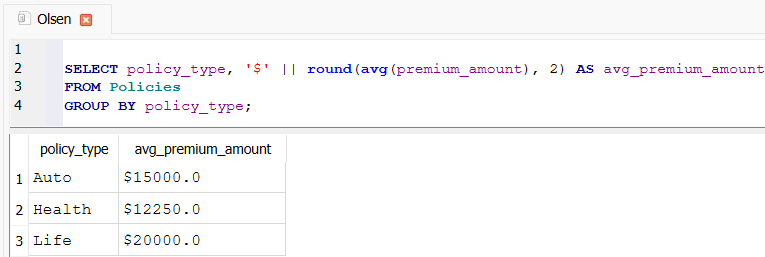 Olsen
1
2 SELECT policy_type, '$' || round(avg(premium_amount), 2) AS avg_premium_amount
3 FROM Policies
4 GROUP BY policy_type;
policy_type avg_premium_amount
1 Auto $15000.0
2 Health $12250.0
3 Life $20000.0